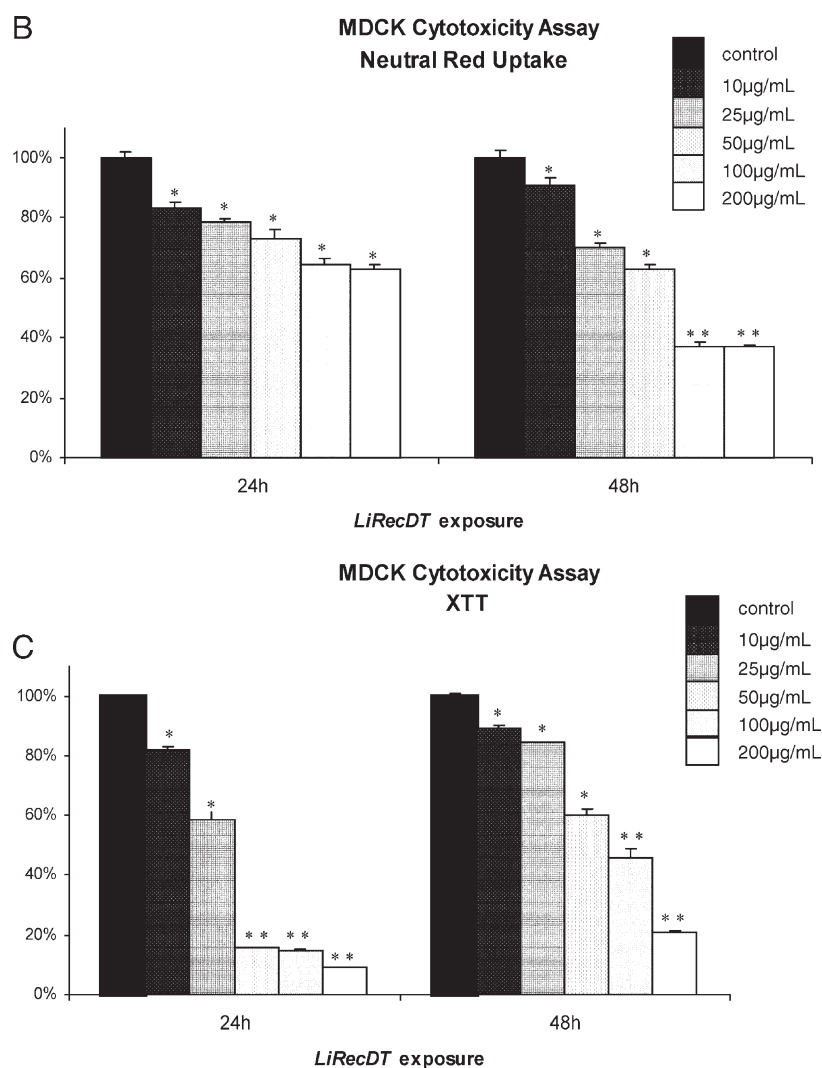 B
MDCK Cytotoxicity Assay
Neutral Red Uptake
control
10µg/mL
25µg/mL
50µg/mL
100µg/mL
200µg/mL
100%
80%
60%
40%
20%
0%
* * * * * *
* * * * * * *
24h 48h
LiRecDT exposure
MDCK Cytotoxicity Assay
XTT
C
control
10µg/mL
25µg/mL
50µg/mL
100µg/mL
200µg/mL
100%
80%
60%
40%
20%
0%
* * ** ** **
* * * ** **
24h 48h
LiRecDT exposure